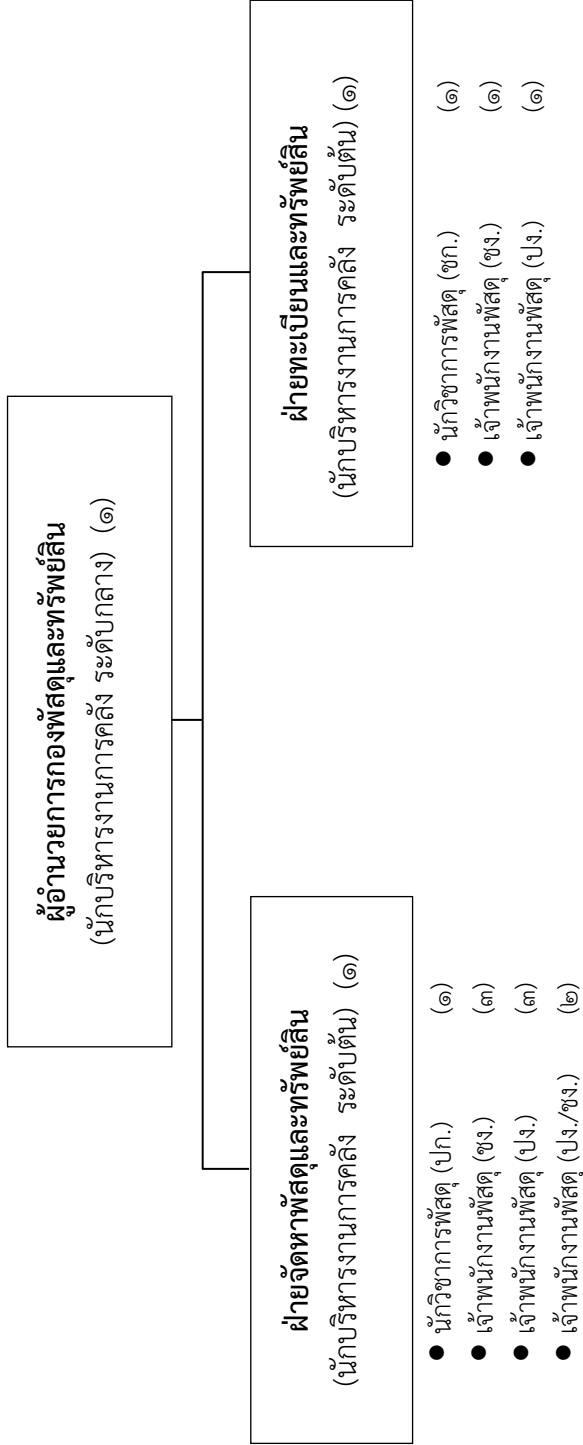 ผู้อำนวยการกองพัสดุและทรัพย์สิน
(นักบริหารงานการคลัง ระดับกลาง) (๑)
ฝ่ายจัดหาพัสดุและทรัพย์สิน
(นักบริหารงานการคลัง ระดับต้น) (๑)
● นักวิชาการพัสดุ (ปก.) (๑)
● เจ้าพนักงานพัสดุ (ชง.) (๓)
● เจ้าพนักงานพัสดุ (ปง.) (๓)
● เจ้าพนักงานพัสดุ (ปง./ชง.) (๒)
ฝ่ายทะเบียนและทรัพย์สิน
(นักบริหารงานการคลัง ระดับต้น) (๑)
● นักวิชาการพัสดุ (ชก.) (๑)
● เจ้าพนักงานพัสดุ (ชง.) (๑)
● เจ้าพนักงานพัสดุ (ปง.) (๑)